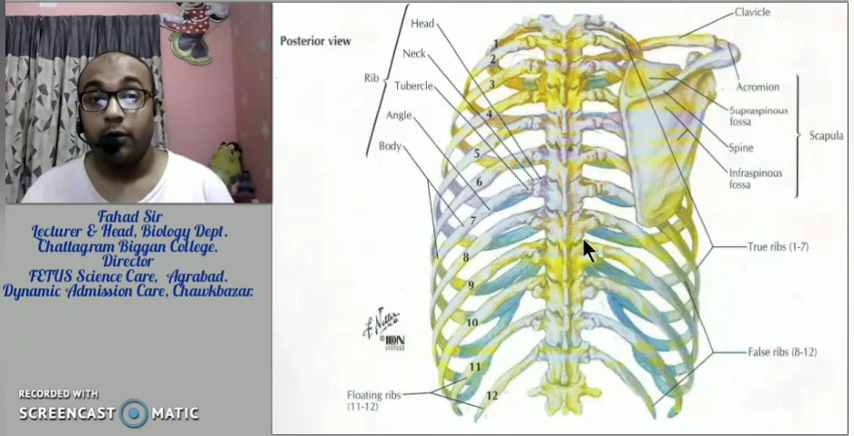 Fahad Sir
Lecturer & Head, Biology Dept.
Chattagram Biggan College.
Director
FETUS Science Care, Agrabad.
Dynamic Admission Care, Chawkbazar.
RECORDED WITH
SCREENCAST MATIC
Posterior view
Rib
Head
Neck
Tubercle
Angle
Body
1
2
3
4
5
6
7
8
9
10
11
12
Floating ribs
(11-12)
Clavicle
Acromion
Supraspinous
fossa
Spine
Infraspinous
fossa
Scapula
True ribs (1-7)
False ribs (8-12)